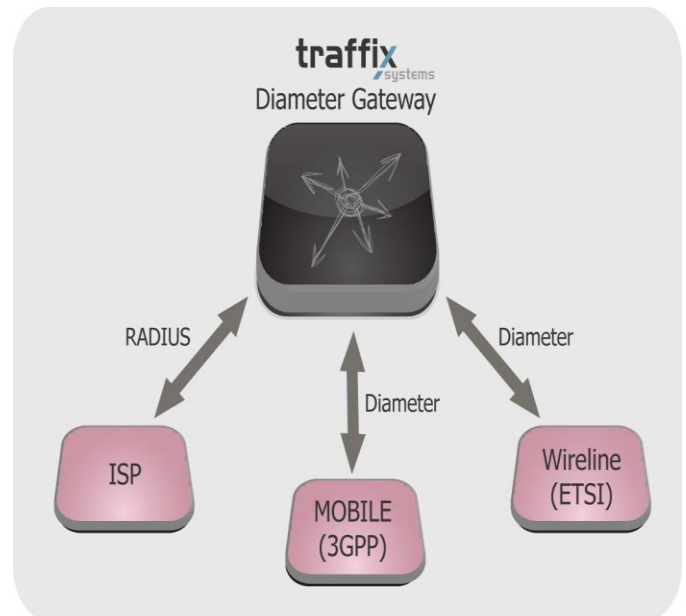 traffix
systems
Diameter Gateway
RADIUS
Diameter
Diameter
ISP
MOBILE
(3GPP)
Wireline
(ETSI)